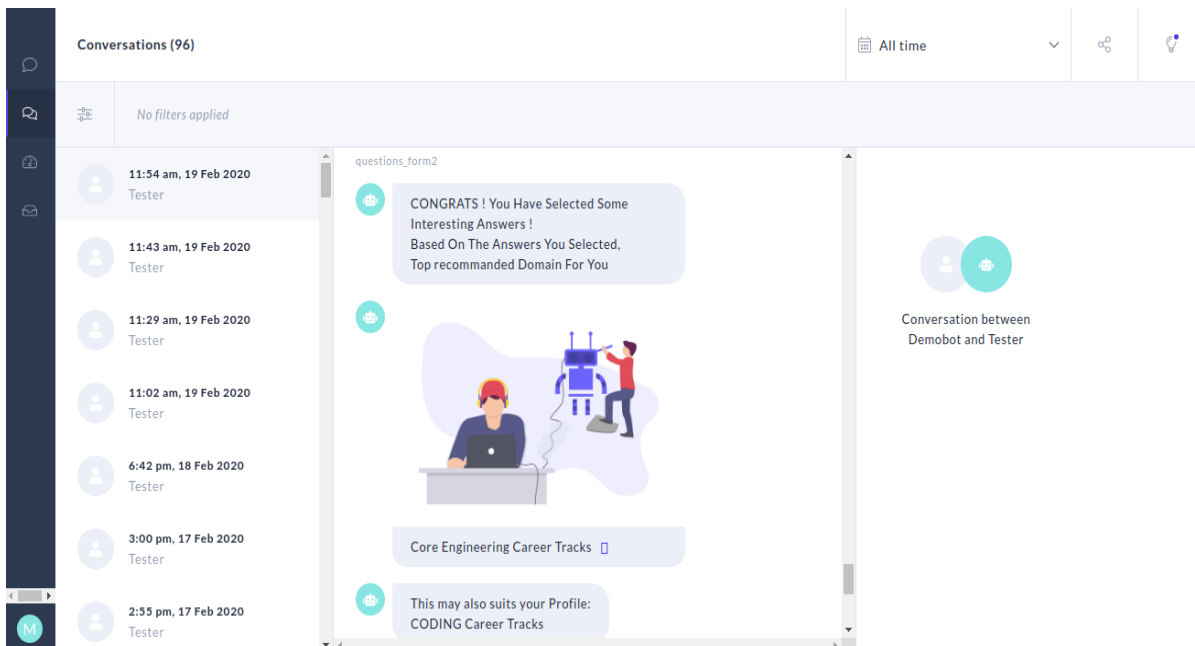 Conversations (96)
All time
No filters applied
11:54 am, 19 Feb 2020
Tester
11:43 am, 19 Feb 2020
Tester
11:29 am, 19 Feb 2020
Tester
11:02 am, 19 Feb 2020
Tester
6:42 pm, 18 Feb 2020
Tester
3:00 pm, 17 Feb 2020
Tester
2:55 pm, 17 Feb 2020
Tester
M
questions_form2
CONGRATS ! You Have Selected Some
Interesting Answers !
Based On The Answers You Selected,
Top recommanded Domain For You
Core Engineering Career Tracks
This may also suits your Profile:
CODING Career Tracks
Conversation between
Demobot and Tester